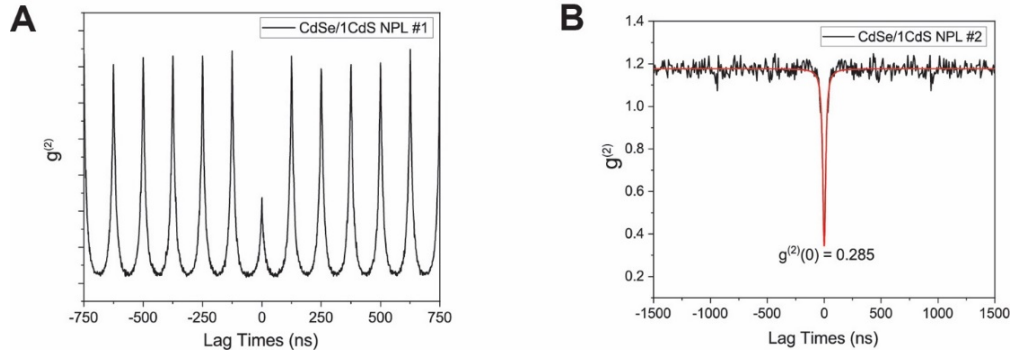 A
CdSe/1CdS NPL #1
g(2)
-750 -500 -250 0 250 500 750
Lag Times (ns)
B
CdSe/1CdS NPL #2
1.4
1.2
1.0
0.8
0.6
0.4
0.2
g(2)
g(2)(0) = 0.285
-1500 -1000 -500 0 500 1000 1500
Lag Times (ns)